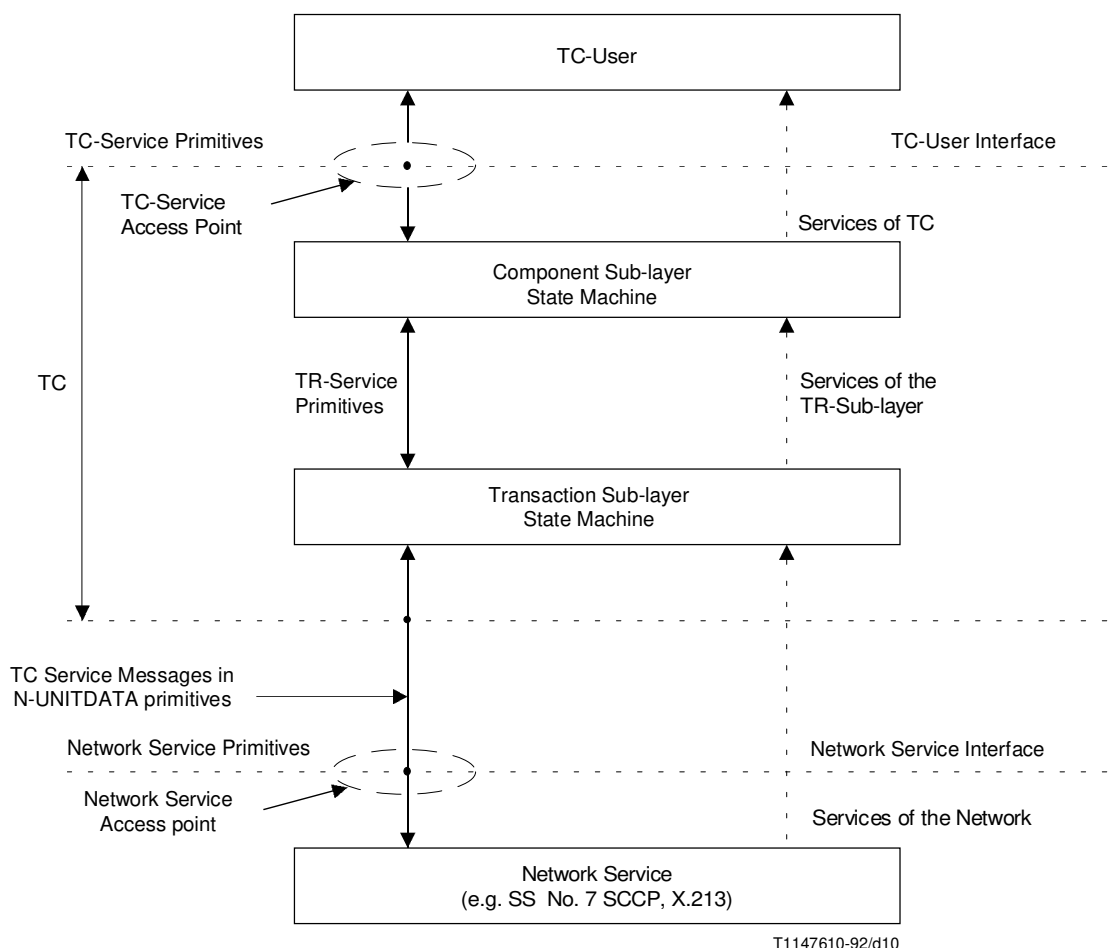 TC-User
TC-Service Primitives
TC-User Interface
TC-Service
Access Point
Services of TC
Component Sub-layer
State Machine
TC
TR-Service
Primitives
Services of the
TR-Sub-layer
Transaction Sub-layer
State Machine
TC Service Messages in
N-UNITDATA primitives
Network Service Primitives
Network Service Interface
Network Service
Access point
Services of the Network
Network Service
(e.g. SS No. 7 SCCP, X.213)
T1147610-92/d10